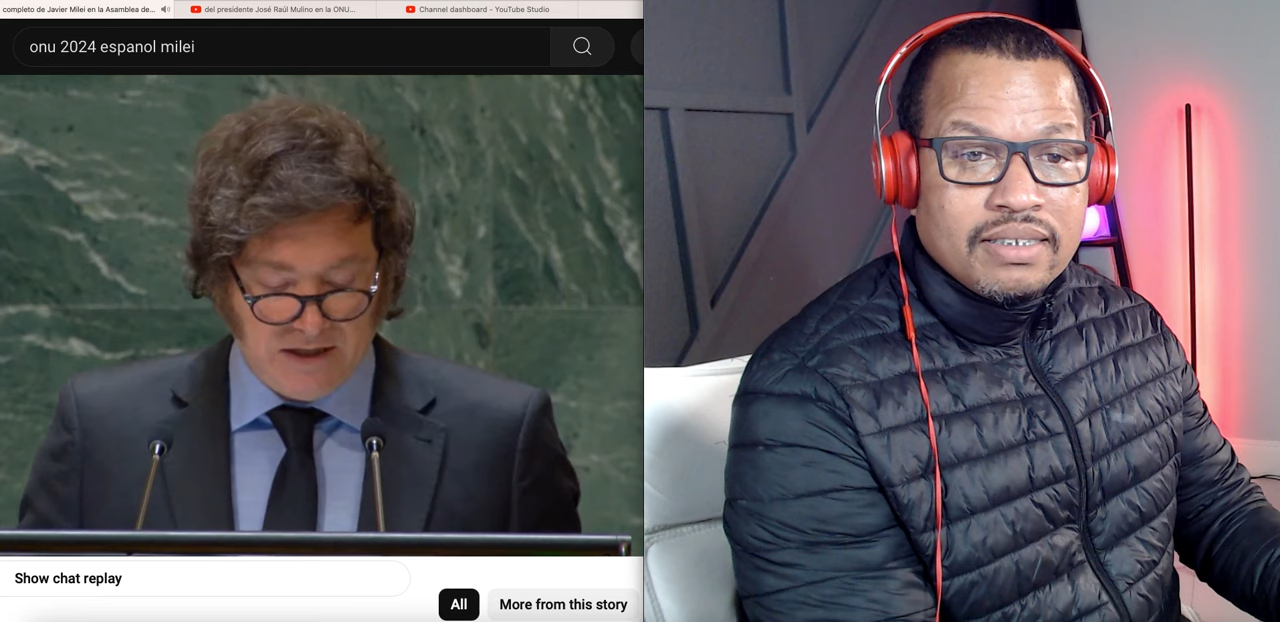 completo de Javier Milei en la Asamblea de...
del presidente José Raúl Mulino en la ONU...
Channel dashboard - YouTube Studio
onu 2024 espanol milei
Show chat replay
All
More from this story